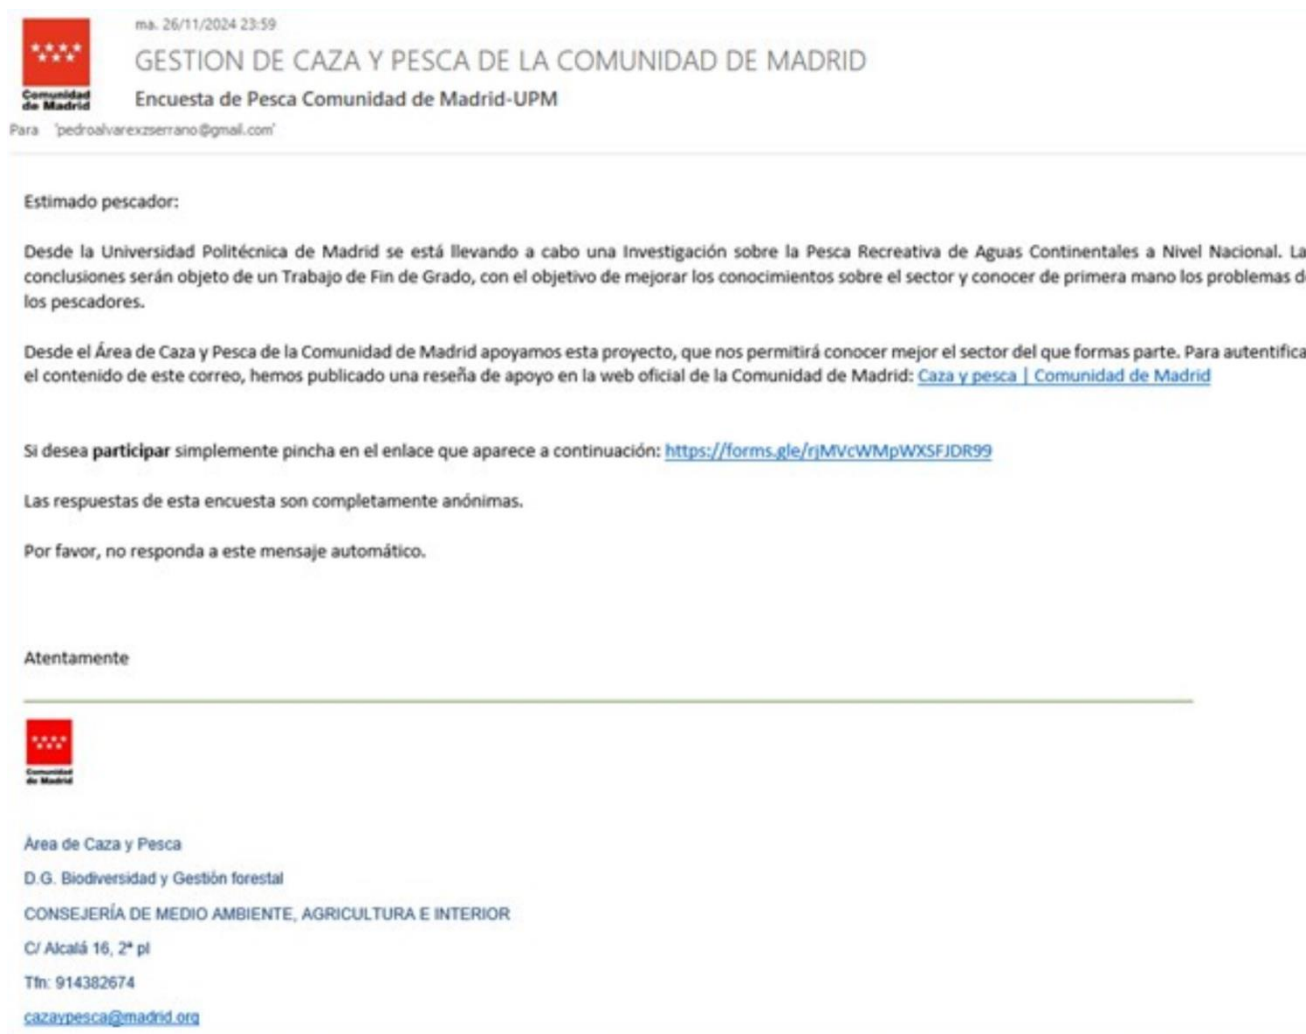 ma. 26/11/2024 23:59
GESTION DE CAZA Y PESCA DE LA COMUNIDAD DE MADRID
Comunidad
de Madrid
Encuesta de Pesca Comunidad de Madrid-UPM
Para 'pedroalvarexzserrano@gmail.com'
Estimado pescador:
Desde la Universidad Politécnica de Madrid se está llevando a cabo una Investigación sobre la Pesca Recreativa de Aguas Continentales a Nivel Nacional. La
conclusiones serán objeto de un Trabajo de Fin de Grado, con el objetivo de mejorar los conocimientos sobre el sector y conocer de primera mano los problemas d
los pescadores.
Desde el Área de Caza y Pesca de la Comunidad de Madrid apoyamos esta proyecto, que nos permitirá conocer mejor el sector del que formas parte. Para autentifica
el contenido de este correo, hemos publicado una reseña de apoyo en la web oficial de la Comunidad de Madrid: Caza y pesca | Comunidad de Madrid
Si desea participar simplemente pincha en el enlace que aparece a continuación: https://forms.gle/rjMVcWMpWXSFJDR99
Las respuestas de esta encuesta son completamente anónimas.
Por favor, no responda a este mensaje automático.
Atentamente
Comunidad
de Madrid
Área de Caza y Pesca
D.G. Biodiversidad y Gestión forestal
CONSEJERÍA DE MEDIO AMBIENTE, AGRICULTURA E INTERIOR
C/ Alcalá 16, 2ª pl
Tfn: 914382674
cazaypesca@madrid.org